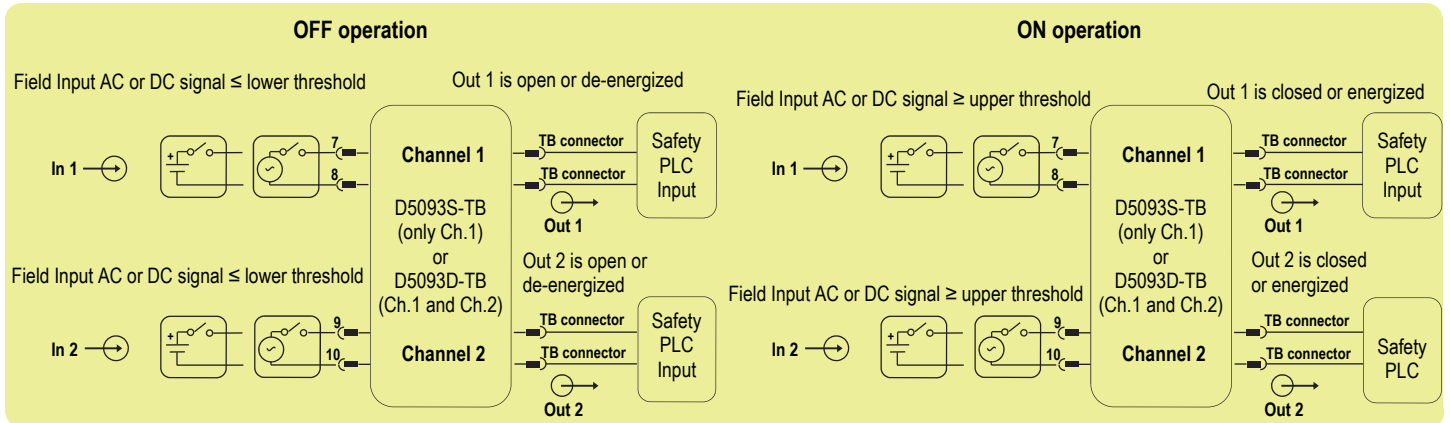 OFF operation
Field Input AC or DC signal ≤ lower threshold
Out 1 is open or de-energized
In 1
+
7
8
Channel 1
TB connector
TB connector
Out 1
Safety
PLC
Input
D5093S-TB
(only Ch.1)
or
D5093D-TB
(Ch.1 and Ch.2)
Field Input AC or DC signal ≤ lower threshold
Out 2 is open or
de-energized
In 2
+
9
10
Channel 2
TB connector
TB connector
Out 2
Safety
PLC
Input
ON operation
Field Input AC or DC signal ≥ upper threshold
Out 1 is closed or energized
In 1
+
7
8
Channel 1
TB connector
TB connector
Out 1
Safety
PLC
Input
D5093S-TB
(only Ch.1)
or
D5093D-TB
(Ch.1 and Ch.2)
Field Input AC or DC signal ≥ upper threshold
Out 2 is closed
or energized
In 2
+
9
10
Channel 2
TB connector
TB connector
Out 2
Safety
PLC